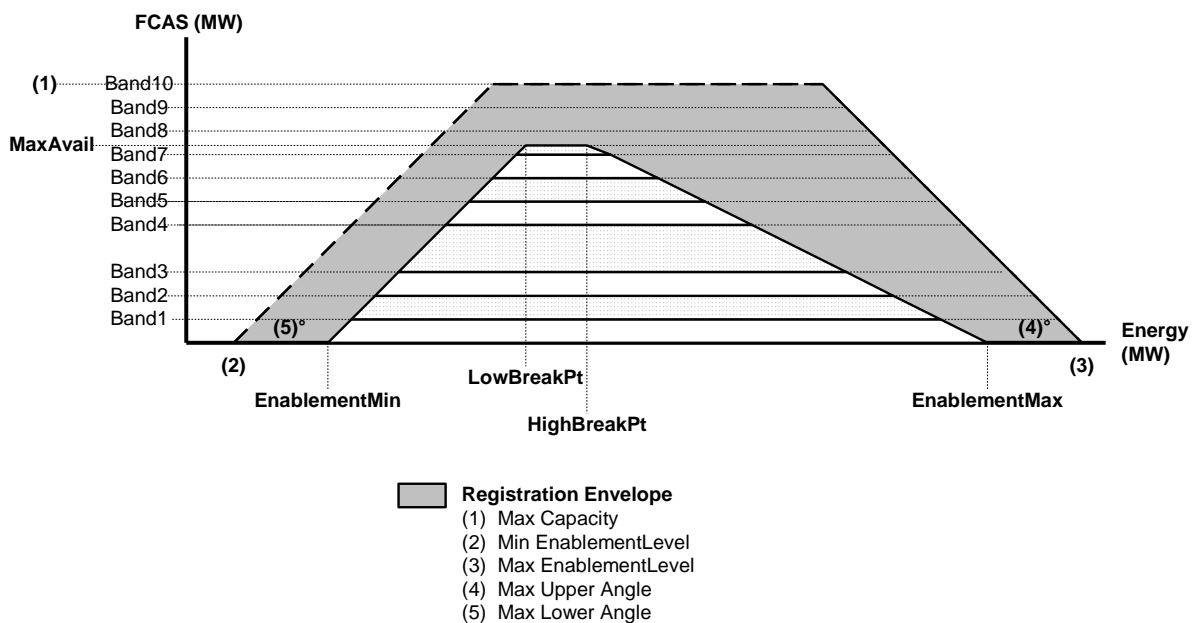 FCAS (MW)
(1)
Band10
Band9
Band8
MaxAvail
Band7
Band6
Band5
Band4
Band3
Band2
Band1
(5)°
(4)°
Energy
(MW)
(2)
(3)
LowBreakPt
EnablementMin
EnablementMax
HighBreakPt
Registration Envelope
(1) Max Capacity
(2) Min EnablementLevel
(3) Max EnablementLevel
(4) Max Upper Angle
(5) Max Lower Angle